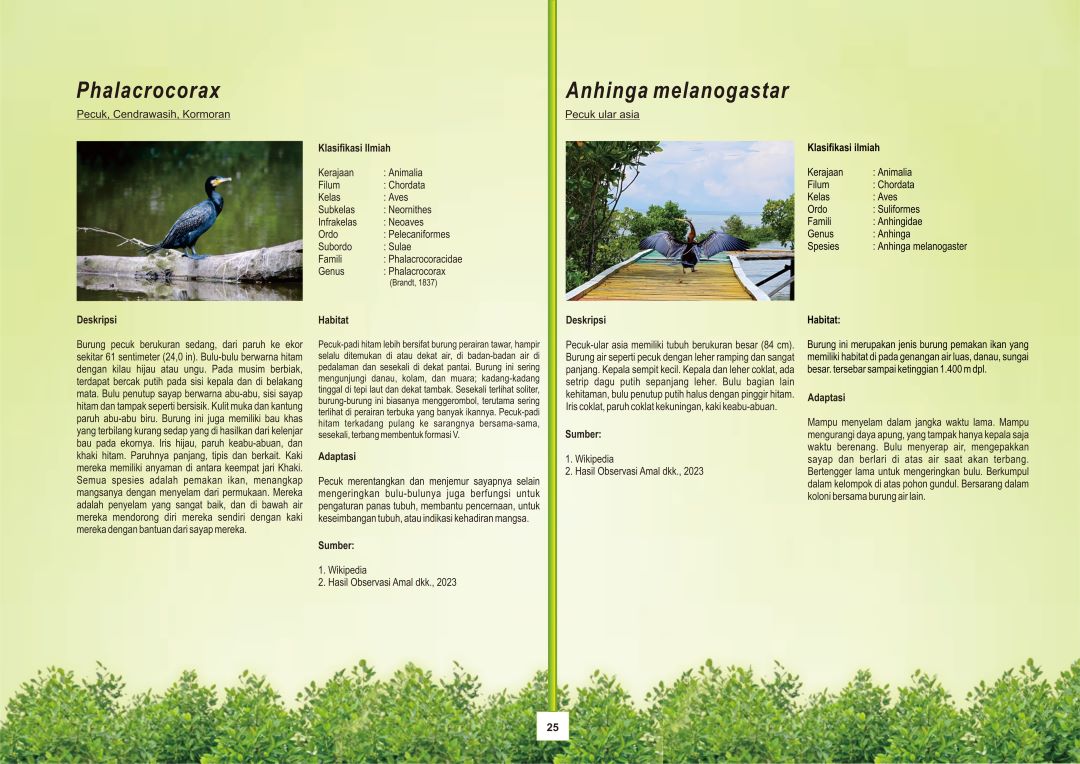 Phalacrocorax
Pecuk, Cendrawasih, Kormoran
Klasifikasi Ilmiah
Kerajaan : Animalia
Filum : Chordata
Kelas : Aves
Subkelas : Neornithes
Infrakelas : Neoaves
Ordo : Pelecaniformes
Subordo : Sulae
Famili : Phalacrocoracidae
Genus : Phalacrocorax
(Brandt, 1837)
Deskripsi
Burung pecuk berukuran sedang, dari paruh ke ekor
sekitar 61 sentimeter (24,0 in). Bulu-bulu berwarna hitam
dengan kilau hijau atau ungu. Pada musim berbiak,
terdapat bercak putih pada sisi kepala dan di belakang
mata. Bulu penutup sayap berwarna abu-abu, sisi sayap
hitam dan tampak seperti bersisik. Kulit muka dan kantung
paruh abu-abu biru. Burung ini juga memiliki bau khas
yang terbilang kurang sedap yang di hasilkan dari kelenjar
bau pada ekornya. Iris hijau, paruh keabu-abuan, dan
khaki hitam. Paruhnya panjang, tipis dan berkait. Kaki
mereka memiliki anyaman di antara keempat jari Khaki.
Semua spesies adalah pemakan ikan, menangkap
mangsanya dengan menyelam dari permukaan. Mereka
adalah penyelam yang sangat baik, dan di bawah air
mereka mendorong diri mereka sendiri dengan kaki
mereka dengan bantuan dari sayap mereka.
Habitat
Pecuk-padi hitam lebih bersifat burung perairan tawar, hampir
selalu ditemukan di atau dekat air, di badan-badan air di
pedalaman dan sesekali di dekat pantai. Burung ini sering
mengunjungi danau, kolam, dan muara; kadang-kadang
tinggal di tepi laut dan dekat tambak. Sesekali terlihat soliter,
burung-burung ini biasanya menggerombol, terutama sering
terlihat di perairan terbuka yang banyak ikannya. Pecuk-padi
hitam terkadang pulang ke sarangnya bersama-sama,
sesekali, terbang membentuk formasi V.
Adaptasi
Pecuk merentangkan dan menjemur sayapnya selain
mengeringkan bulu-bulunya juga berfungsi untuk
pengaturan panas tubuh, membantu pencernaan, untuk
keseimbangan tubuh, atau indikasi kehadiran mangsa.
Sumber:
1. Wikipedia
2. Hasil Observasi Amal dkk., 2023
Anhinga melanogastar
Pecuk ular asia
Klasifikasi ilmiah
Kerajaan : Animalia
Filum : Chordata
Kelas : Aves
Ordo : Suliformes
Famili : Anhingidae
Genus : Anhinga
Spesies : Anhinga melanogaster
Deskripsi
Pecuk-ular asia memiliki tubuh berukuran besar (84 cm).
Burung air seperti pecuk dengan leher ramping dan sangat
panjang. Kepala sempit kecil. Kepala dan leher coklat, ada
setrip dagu putih sepanjang leher. Bulu bagian lain
kehitaman, bulu penutup putih halus dengan pinggir hitam.
Iris coklat, paruh coklat kekuningan, kaki keabu-abuan.
Sumber:
1. Wikipedia
2. Hasil Observasi Amal dkk., 2023
Habitat:
Burung ini merupakan jenis burung pemakan ikan yang
memiliki habitat di pada genangan air luas, danau, sungai
besar. tersebar sampai ketinggian 1.400 m dpl.
Adaptasi
Mampu menyelam dalam jangka waktu lama. Mampu
mengurangi daya apung, yang tampak hanya kepala saja
waktu berenang. Bulu menyerap air, mengepakkan
sayap dan berlari di atas air saat akan terbang.
Bertengger lama untuk mengeringkan bulu. Berkumpul
dalam kelompok di atas pohon gundul. Bersarang dalam
koloni bersama burung air lain.
25